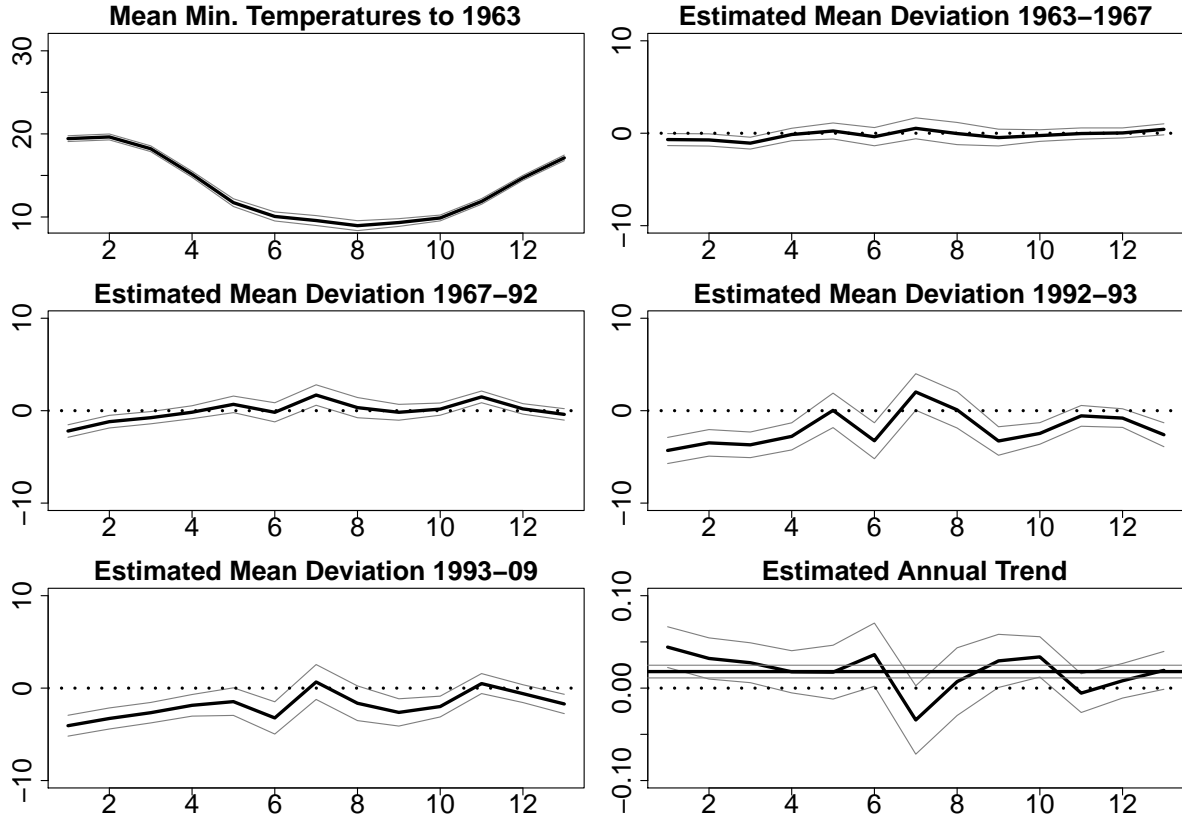 Mean Min. Temperatures to 1963
30
20
10
2 4 6 8 10 12
Estimated Mean Deviation 1963–1967
10
0
−10
2 4 6 8 10 12
Estimated Mean Deviation 1967–92
10
0
−10
2 4 6 8 10 12
Estimated Mean Deviation 1992–93
10
0
−10
2 4 6 8 10 12
Estimated Mean Deviation 1993–09
10
0
−10
2 4 6 8 10 12
Estimated Annual Trend
0.10
0.00
−0.10
2 4 6 8 10 12